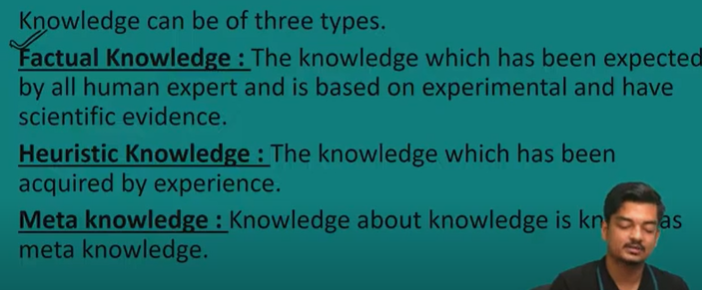 Knowledge can be of three types.
Factual Knowledge : The knowledge which has been expected
by all human expert and is based on experimental and have
scientific evidence.
Heuristic Knowledge : The knowledge which has been
acquired by experience.
Meta knowledge : Knowledge about knowledge is as
meta knowledge.